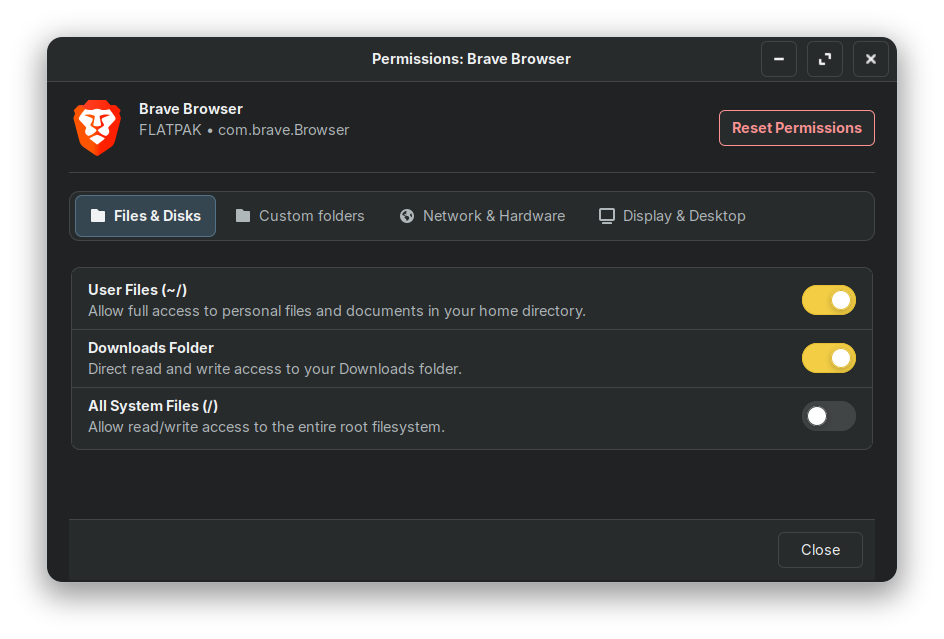 Permissions: Brave Browser
Brave Browser
FLATPAK • com.brave.Browser
Reset Permissions
Files & Disks
Custom folders
Network & Hardware
Display & Desktop
User Files (~/)
Allow full access to personal files and documents in your home directory.
Downloads Folder
Direct read and write access to your Downloads folder.
All System Files (/)
Allow read/write access to the entire root filesystem.
Close